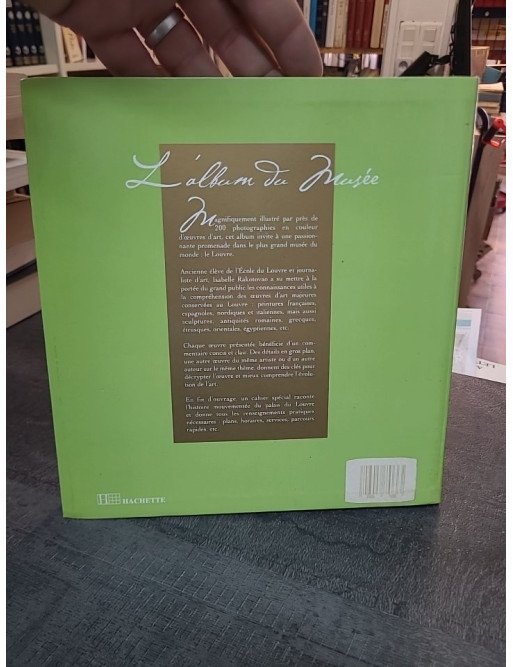 L'album du Musée
Magnifiquement illustré par près de
200 photographies en couleur
d'œuvres d'art, cet album invite à une passion-
nante promenade dans le plus grand musée du
monde : le Louvre.
Ancienne élève de l'École du Louvre et journa-
liste d'art, Isabelle Rakotovan a su mettre à la
portée du grand public les connaissances utiles à
la compréhension des œuvres d'art majeures
conservées au Louvre : peintures françaises,
espagnoles, nordiques et italiennes, mais aussi
sculptures, antiquités romaines, grecques,
étrusques, orientales, égyptiennes, etc.
Chaque œuvre présentée bénéficie d'un com-
mentaire concis et clair. Des détails en gros plan,
une autre œuvre du même artiste ou d'un autre
autour sur le même thème, donnent des clés pour
décrypter l'œuvre et mieux comprendre l'évolu-
tion de l'art.
En fin d'ouvrage, un cahier spécial raconte
l'histoire mouvementée du palais du Louvre
et donne tous les renseignements pratiques
nécessaires : plans, horaires, services, parcours
rapides, etc.
H HACHETTE